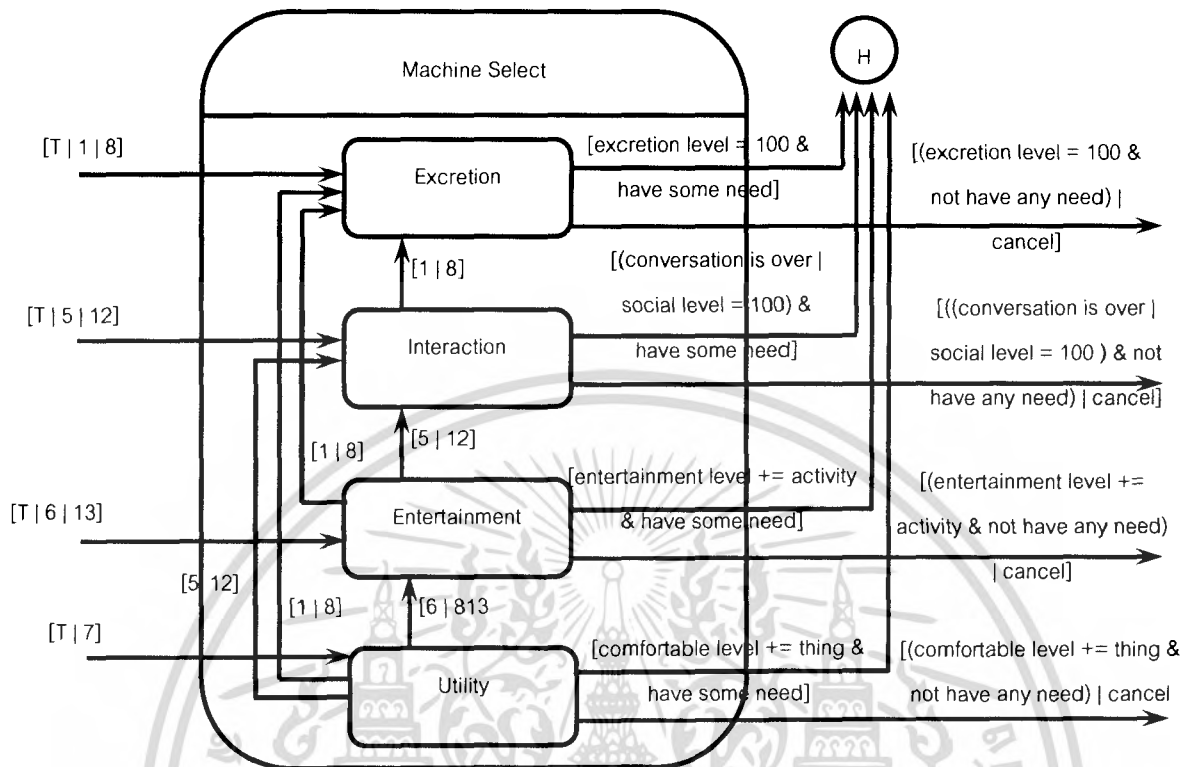 Machine Select
H
[T | 1 | 8]
Excretion
[excretion level = 100 &
have some need]
[(excretion level = 100 &
not have any need) |
cancel]
[1 | 8]
[T | 5 | 12]
Interaction
[(conversation is over |
social level = 100) &
have some need]
[((conversation is over |
social level = 100 ) & not
have any need) | cancel]
[1 | 8]
[5 | 12]
[T | 6 | 13]
Entertainment
[entertainment level += activity
& have some need]
[(entertainment level +=
activity & not have any need)
| cancel]
[5 12]
[1 | 8]
[6 | 813
[T | 7]
Utility
[comfortable level += thing &
have some need]
[(comfortable level += thing &
not have any need) | cancel